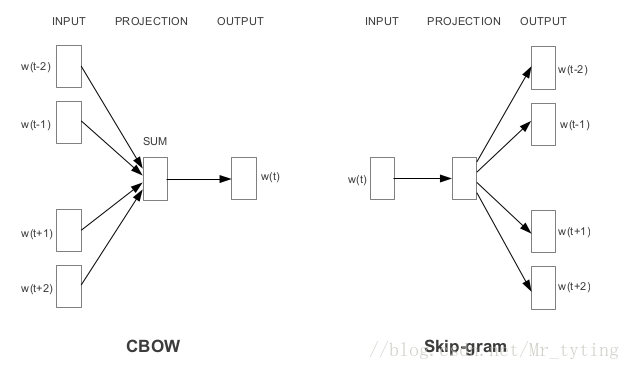 INPUT PROJECTION OUTPUT
w(t-2)
w(t-1)
SUM
w(t)
w(t+1)
w(t+2)
CBOW
INPUT PROJECTION OUTPUT
w(t-2)
w(t-1)
w(t)
w(t+1)
w(t+2)
Skip-gram
//blog.csdn.net/Mr_tyting